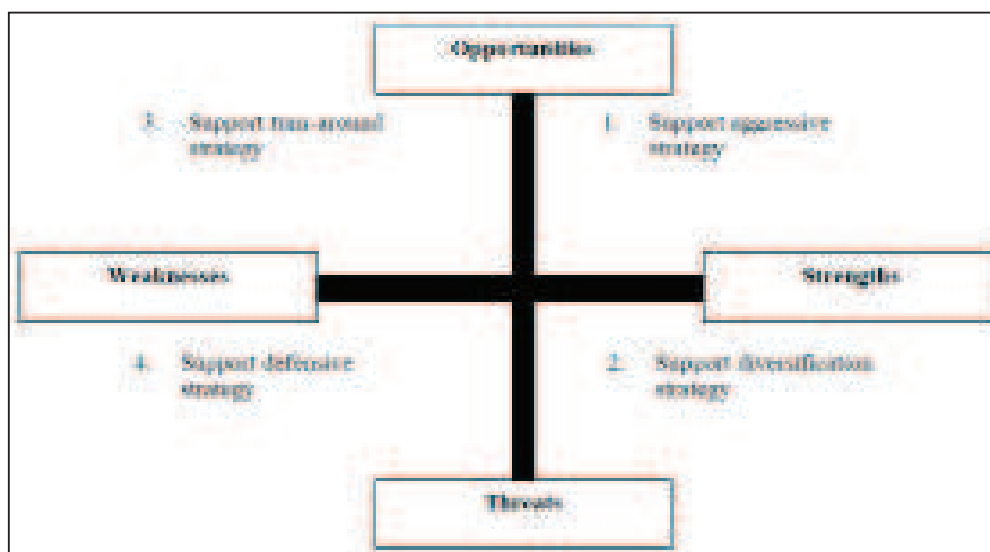 Opportunities
3. Support turn-around
strategy
1. Support aggressive
strategy
Weaknesses
Strengths
4. Support defensive
strategy
2. Support diversification
strategy
Threats